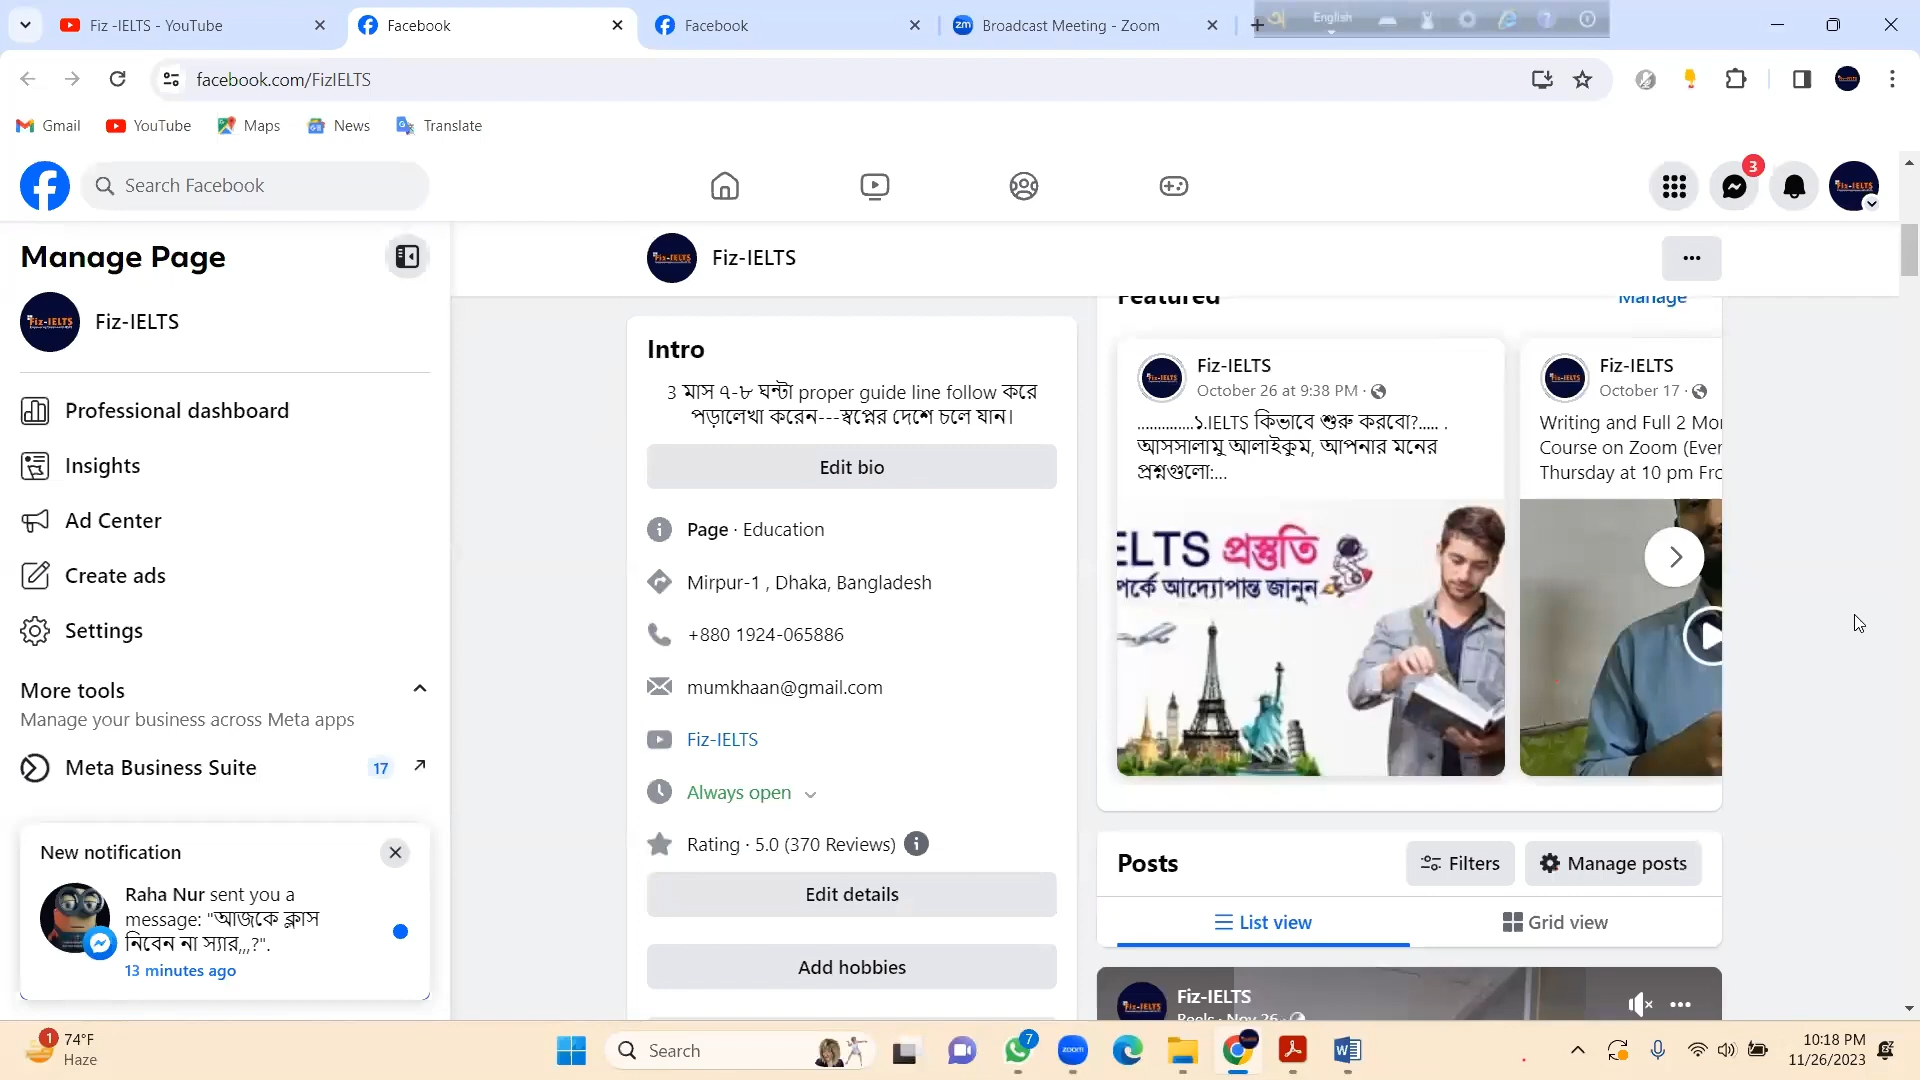 Fiz -IELTS - YouTube
Facebook
Facebook
Broadcast Meeting - Zoom
English
facebook.com/FizIELTS
Gmail
YouTube
Maps
News
Translate
Search Facebook
3
Manage Page
Fiz-IELTS
Professional dashboard
Insights
Ad Center
Create ads
Settings
More tools
Manage your business across Meta apps
Meta Business Suite
17
New notification
Raha Nur sent you a
message: "আজকে ক্লাস
নিবেন না স্যার,,,?".
13 minutes ago
Fiz-IELTS
Intro
3 মাস ৭-৮ ঘন্টা proper guide line follow করে
পড়ালেখা করেন---স্বপ্নের দেশে চলে যান।
Edit bio
Page · Education
Mirpur-1 , Dhaka, Bangladesh
+880 1924-065886
mumkhaan@gmail.com
Fiz-IELTS
Always open
Rating · 5.0 (370 Reviews)
Edit details
Add hobbies
Featured
Manage
Fiz-IELTS
October 26 at 9:38 PM ·
..............১.IELTS কিভাবে শুরু করবো?..... .
আসসালামু আলাইকুম, আপনার মনের
প্রশ্নগুলো:...
ELTS প্রস্তুতি
পর্কে আদ্যোপান্ত জানুন
Fiz-IELTS
October 17 ·
Writing and Full 2 Mor
Course on Zoom (Ever
Thursday at 10 pm Fro
Posts
Filters
Manage posts
List view
Grid view
Fiz-IELTS
Reels · Nov 26 ·
1
74°F
Haze
Search
7
zoom
10:18 PM
11/26/2023